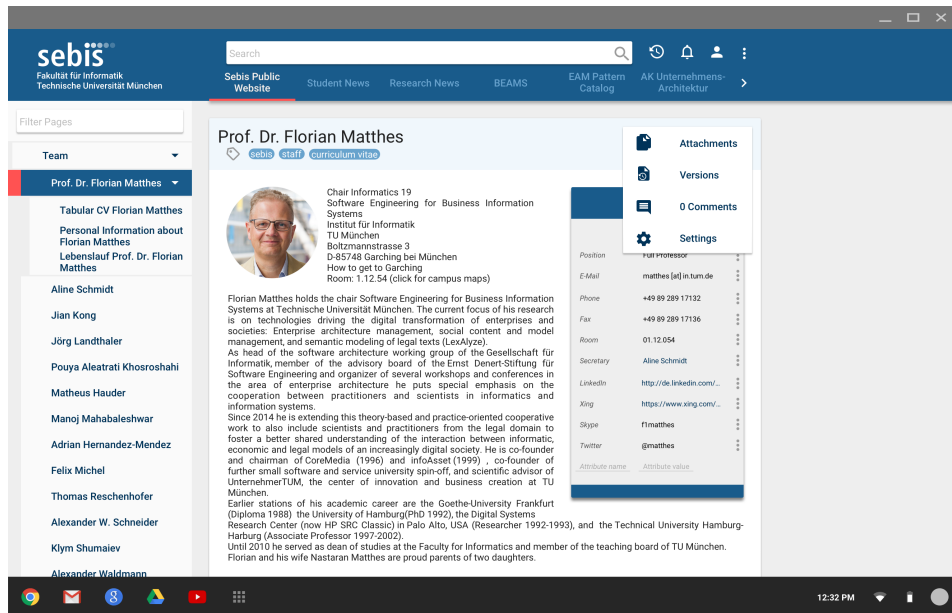 sebis
Fakultät für Informatik
Technische Universität München
Search
Sebis Public
Website
Student News
Research News
BEAMS
EAM Pattern
Catalog
AK Unternehmens-
Architektur
Filter Pages
Team
Prof. Dr. Florian Matthes
Tabular CV Florian Matthes
Personal Information about
Florian Matthes
Lebenslauf Prof. Dr. Florian
Matthes
Aline Schmidt
Jian Kong
Jörg Landthaler
Pouya Aleatrati Khosroshahi
Matheus Hauder
Manoj Mahabaleshwar
Adrian Hernandez-Mendez
Felix Michel
Thomas Reschenhofer
Alexander W. Schneider
Klym Shumaiev
Alexander Waldmann
Prof. Dr. Florian Matthes
sebis staff curriculum vitae
Attachments
Versions
0 Comments
Settings
Chair Informatics 19
Software Engineering for Business Information
Systems
Institut für Informatik
TU München
Boltzmannstrasse 3
D-85748 Garching bei München
How to get to Garching
Room: 1.12.54 (click for campus maps)
Florian Matthes holds the chair Software Engineering for Business Information
Systems at Technische Universität München. The current focus of his research
is on technologies driving the digital transformation of enterprises and
societies: Enterprise architecture management, social content and model
management, and semantic modeling of legal texts (LexAlyze).
As head of the software architecture working group of the Gesellschaft für
Informatik, member of the advisory board of the Ernst Denert-Stiftung für
Software Engineering and organizer of several workshops and conferences in
the area of enterprise architecture he puts special emphasis on the
cooperation between practitioners and scientists in informatics and
information systems.
Since 2014 he is extending this theory-based and practice-oriented cooperative
work to also include scientists and practitioners from the legal domain to
foster a better shared understanding of the interaction between informatic,
economic and legal models of an increasingly digital society. He is co-founder
and chairman of CoreMedia (1996) and infoAsset (1999) , co-founder of
further small software and service university spin-off, and scientific advisor of
UnternehmerTUM, the center of innovation and business creation at TU
München.
Earlier stations of his academic career are the Goethe-University Frankfurt
(Diploma 1988) the University of Hamburg(PhD 1992), the Digital Systems
Research Center (now HP SRC Classic) in Palo Alto, USA (Researcher 1992-1993), and the Technical University Hamburg-
Harburg (Associate Professor 1997-2002).
Until 2010 he served as dean of studies at the Faculty for Informatics and member of the teaching board of TU München.
Florian and his wife Nastaran Matthes are proud parents of two daughters.
Position Full Professor
E-Mail matthes [at] in.tum.de
Phone +49 89 289 17132
Fax +49 89 289 17136
Room 01.12.054
Secretary Aline Schmidt
LinkedIn http://de.linkedin.com/...
Xing https://www.xing.com/...
Skype f1matthes
Twitter @matthes
Attribute name Attribute value
12:32 PM